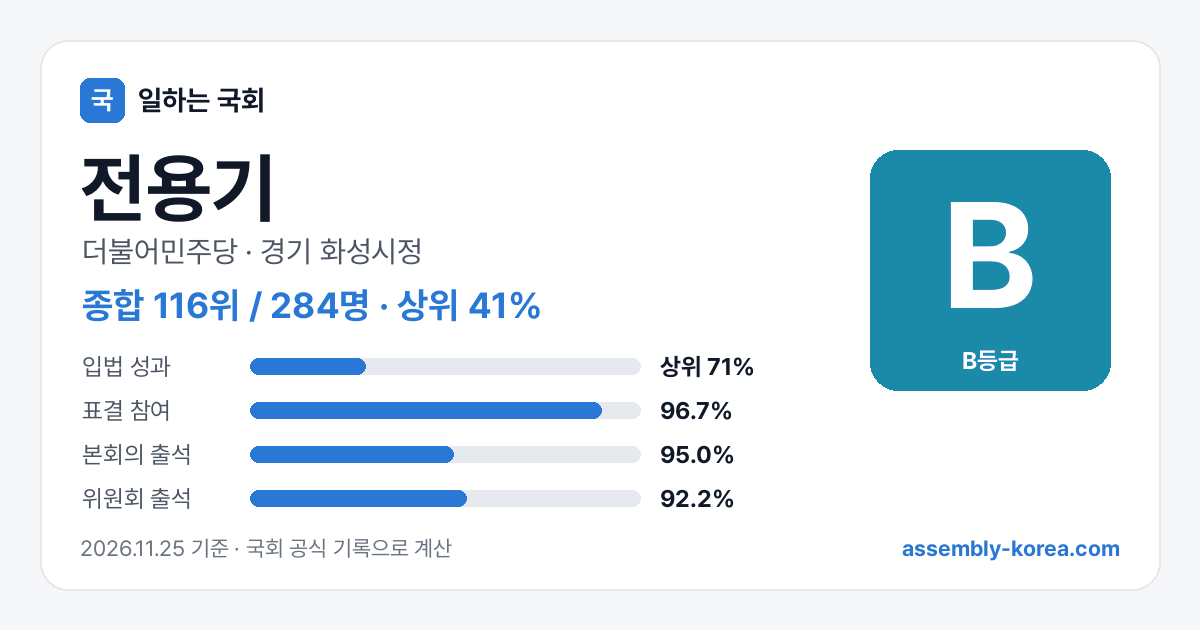 국 일하는 국회
전용기
더불어민주당 · 경기 화성시정
종합 116위 / 284명 · 상위 41%
입법 성과 상위 71%
표결 참여 96.7%
본회의 출석 95.0%
위원회 출석 92.2%
B
B등급
2026.11.25 기준 · 국회 공식 기록으로 계산
assembly-korea.com